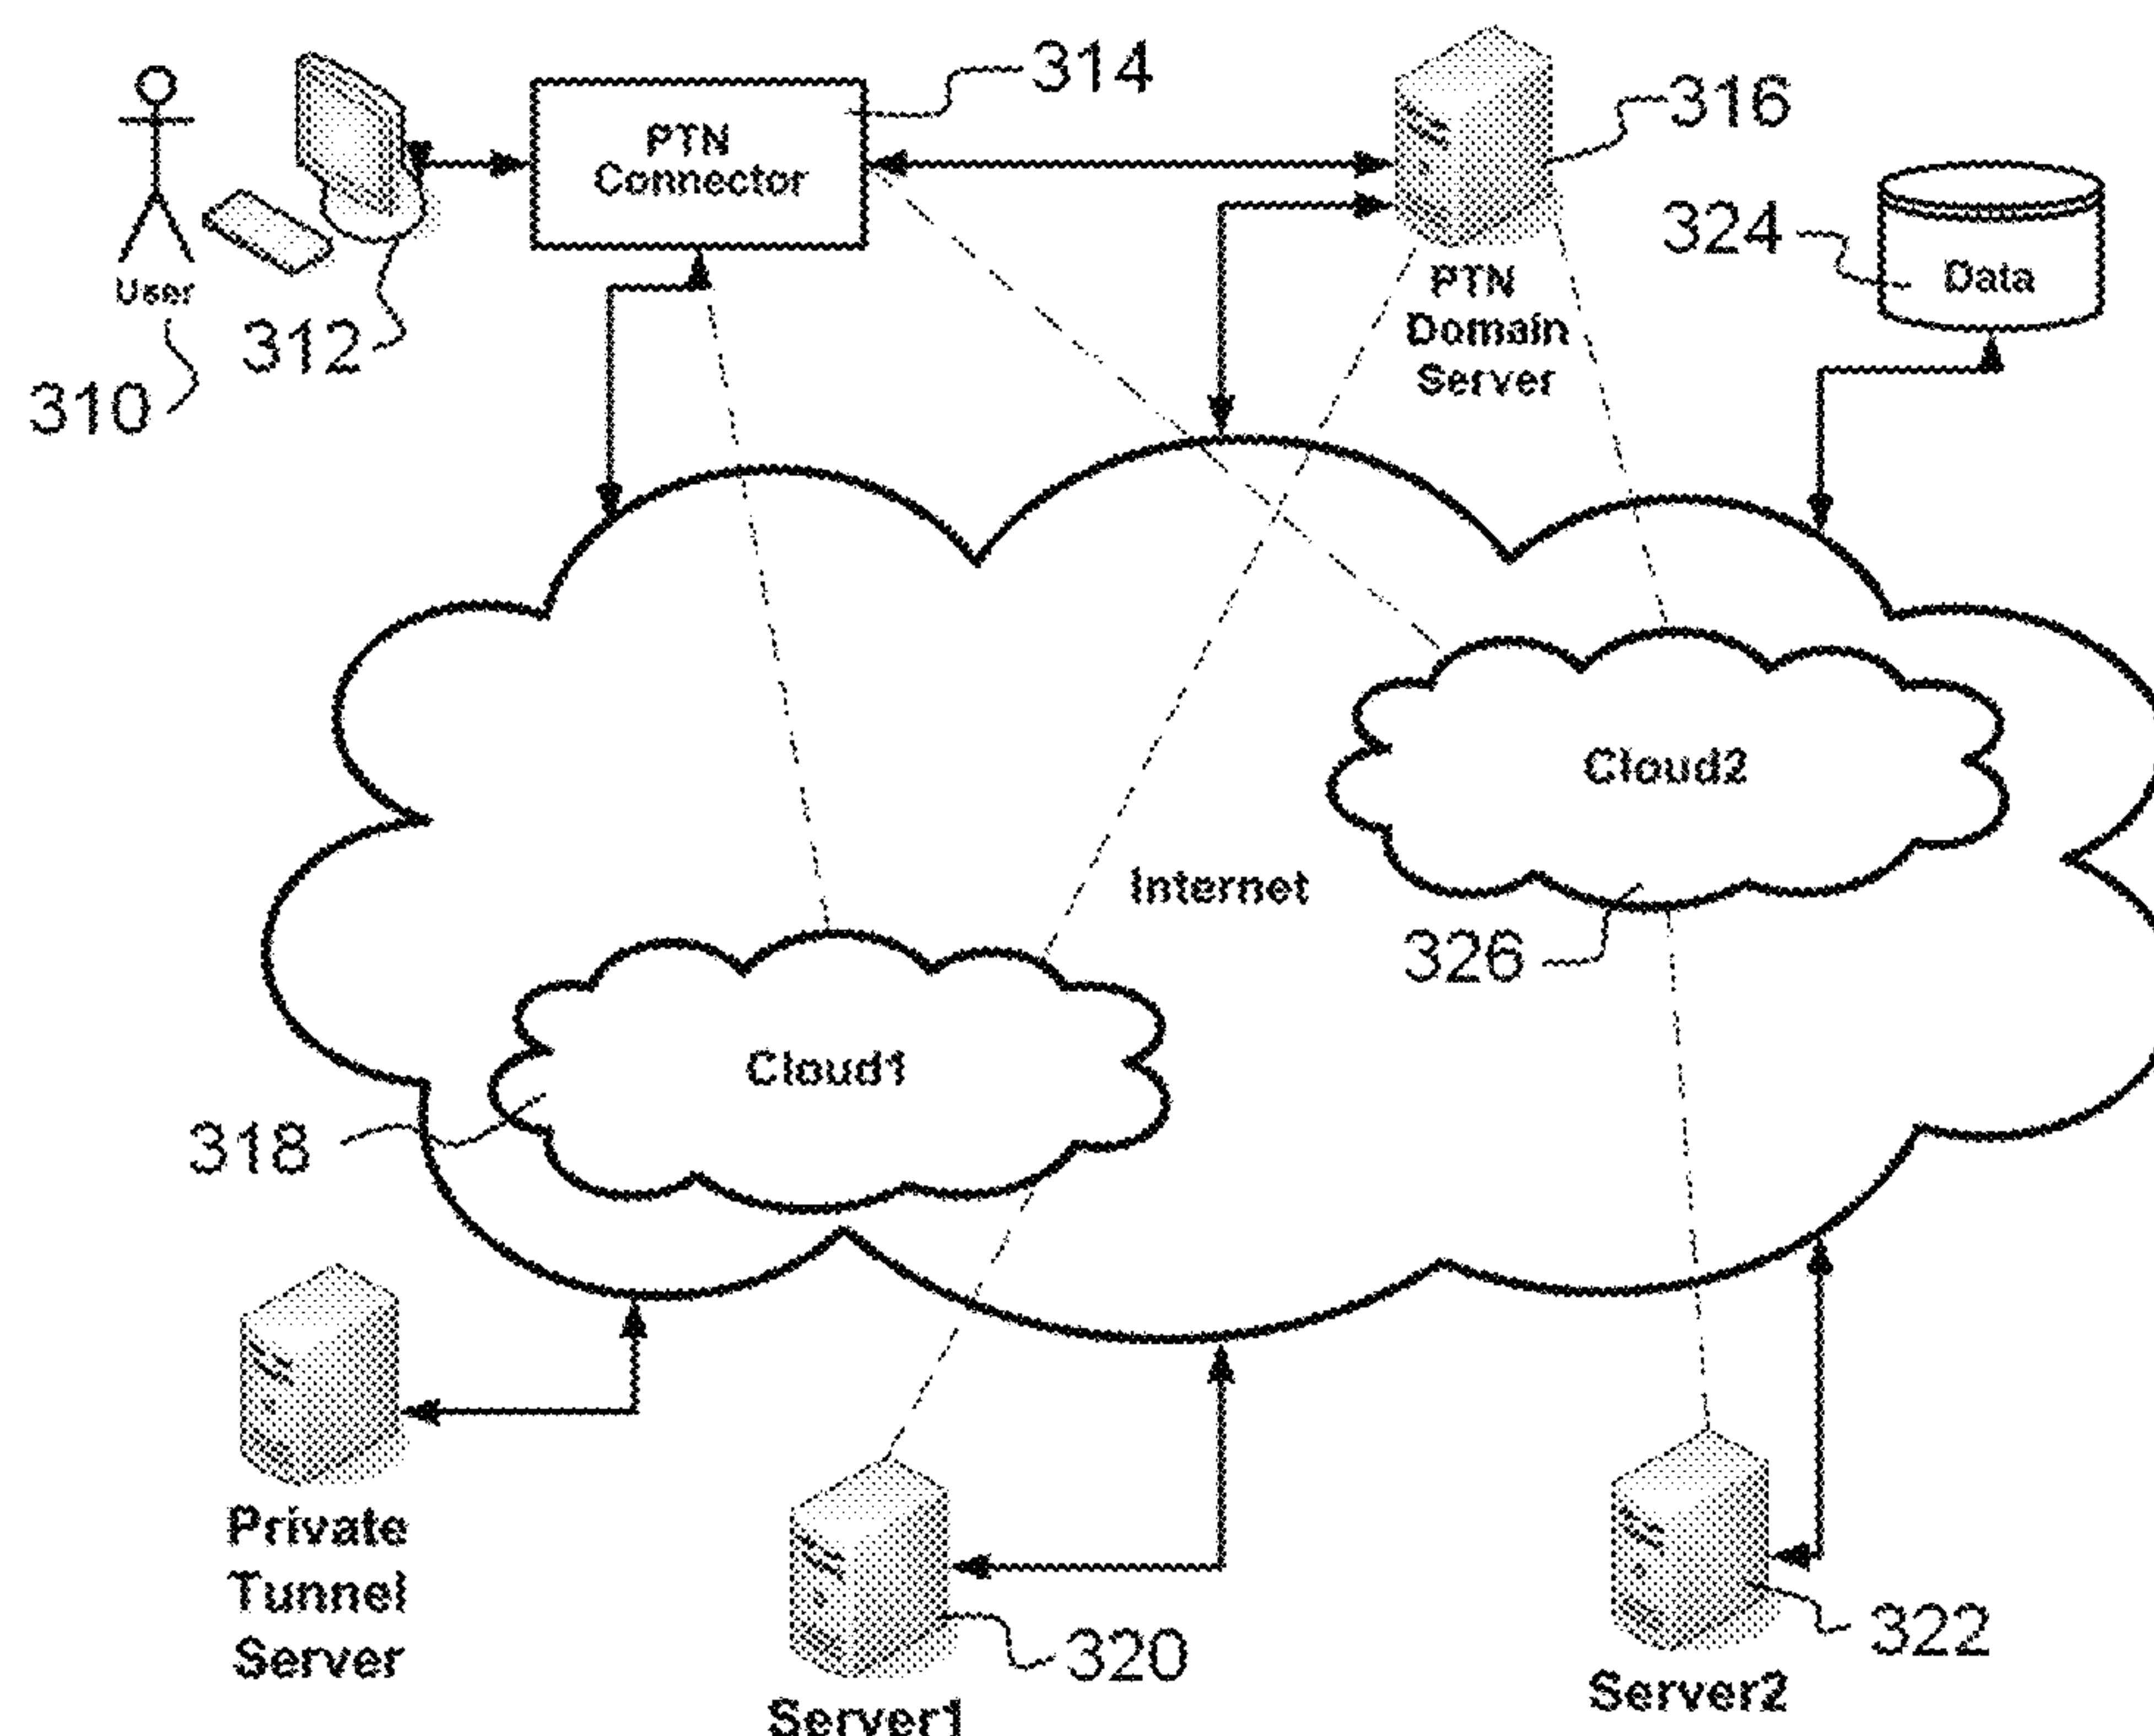 314
316
PTN
Connector
324
User
312
310
PTN
Domain
Server
Data
Cloud2
Internet
326
Cloud1
318
Private
Tunnel
Server
320
Server1
322
Server2